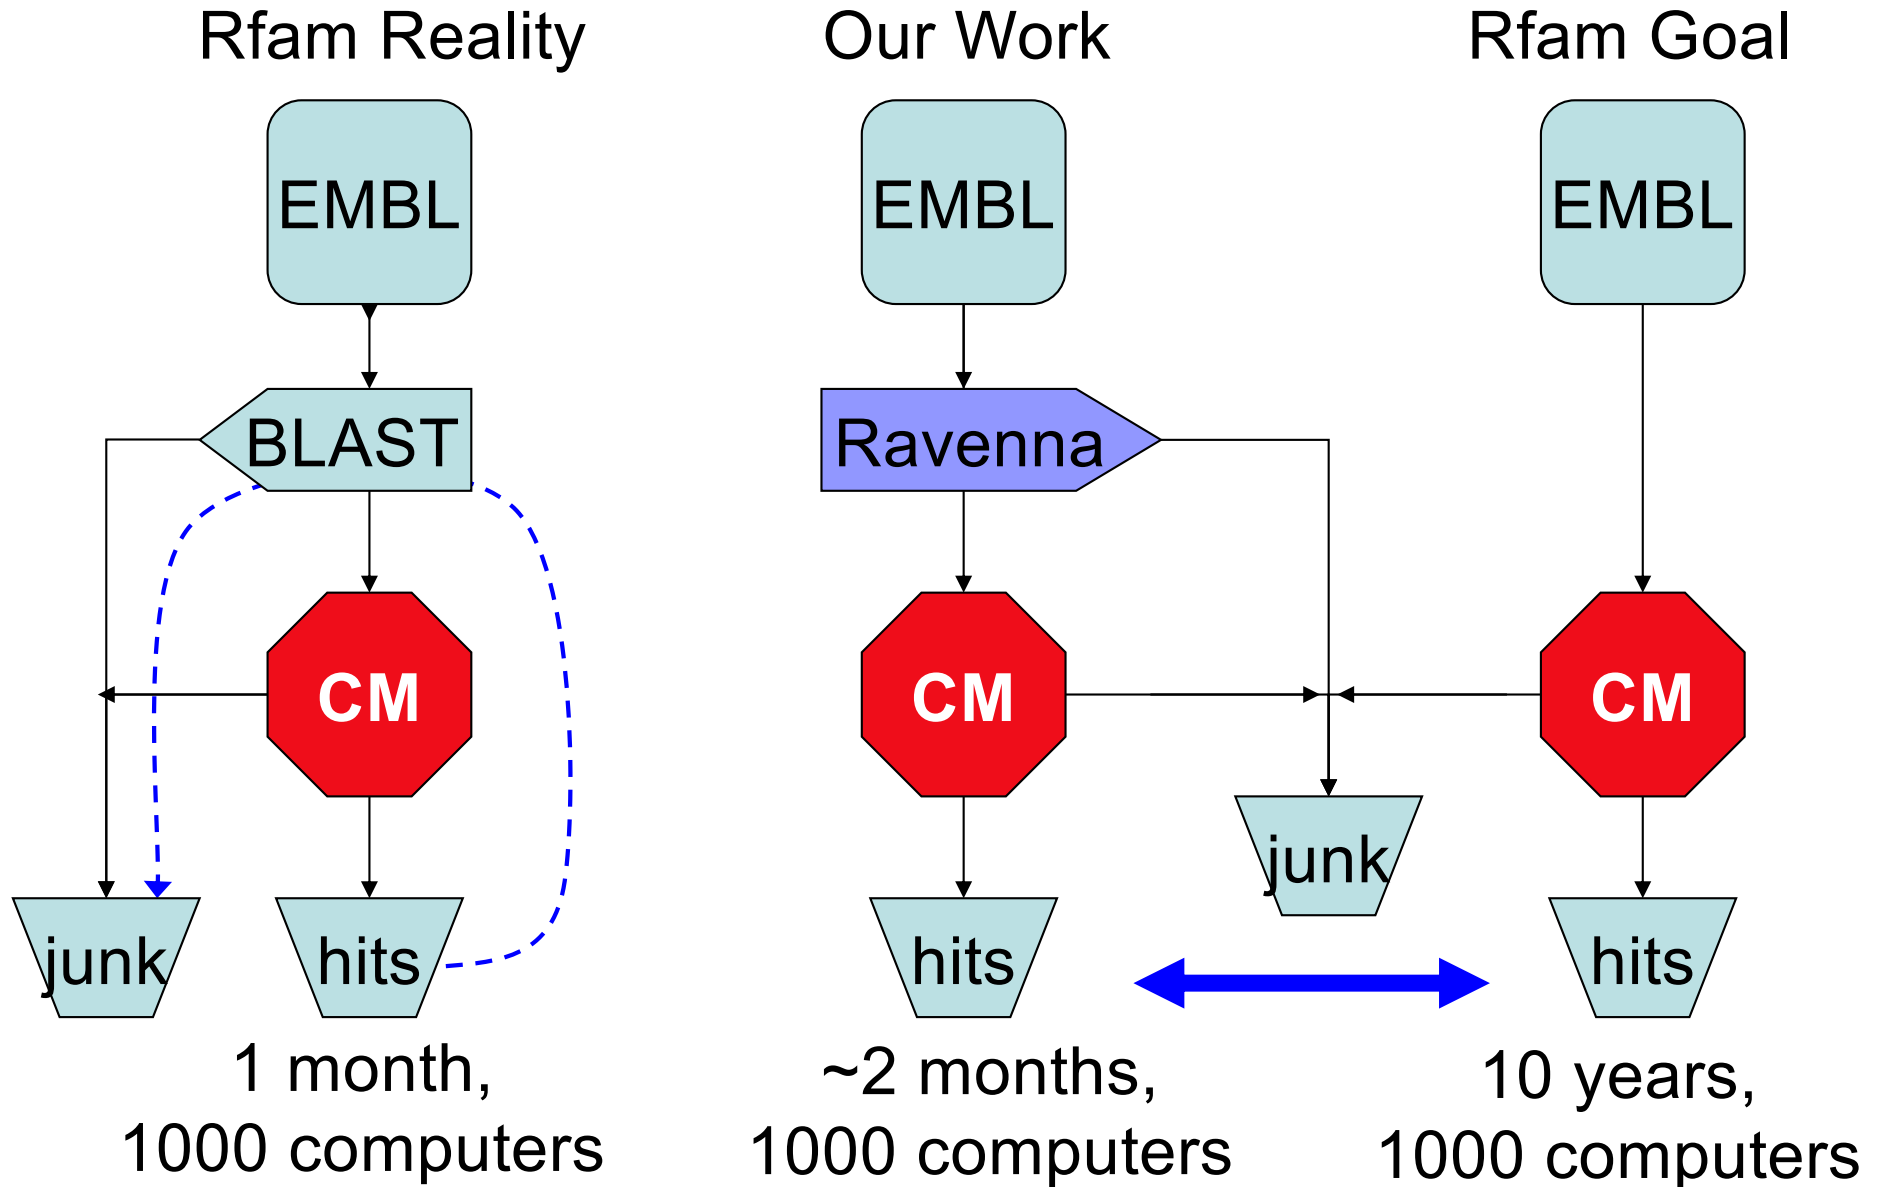 Rfam Reality
EMBL
BLAST
CM
junk
hits
1 month,
1000 computers
Our Work
EMBL
Ravenna
CM
junk
hits
~2 months,
1000 computers
Rfam Goal
EMBL
CM
hits
10 years,
1000 computers